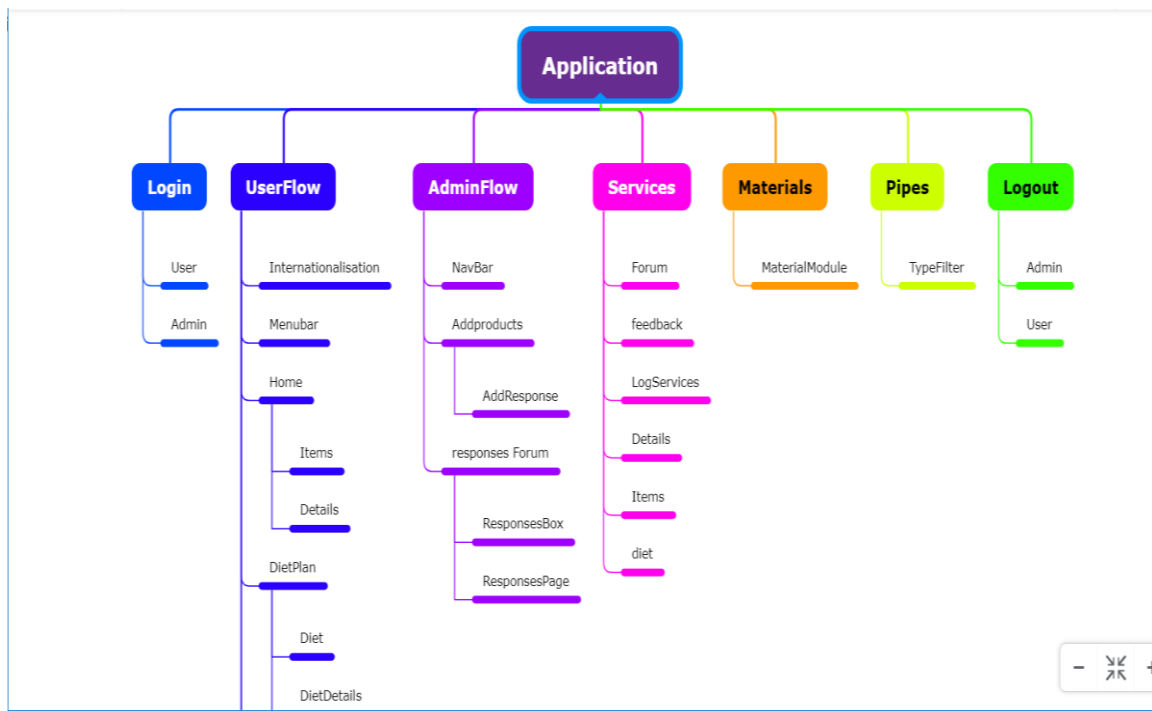 Application
Login
UserFlow
AdminFlow
Services
Materials
Pipes
Logout
User
Admin
Internationalisation
Menubar
Home
Items
Details
DietPlan
Diet
DietDetails
NavBar
Addproducts
AddResponse
responses Forum
ResponsesBox
ResponsesPage
Forum
feedback
LogServices
Details
Items
diet
MaterialModule
TypeFilter
Admin
User